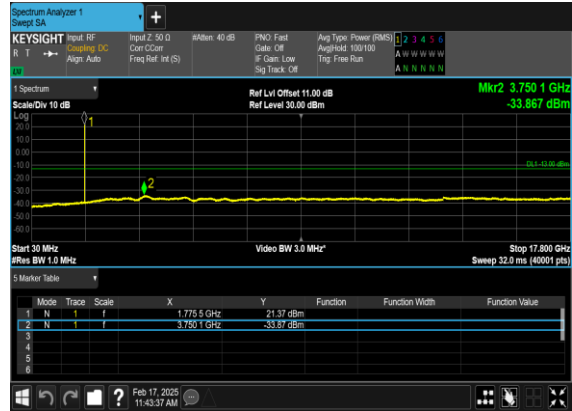 Spectrum Analyzer 1
Swept SA
+
KEYSIGHT Input: RF Input Z: 50 Ω #Atten: 40 dB PNO: Fast Avg Type: Power (RMS) 1 2 3 4 5 6
R T Coupling: DC Corr CCorr Gate: Off Avg|Hold: 100/100 A W W W W W
Align: Auto Freq Ref: Int (S) IF Gain: Low Trig: Free Run
Sig Track: Off A N N N N N
1 Spectrum Ref Lvl Offset 11.00 dB Mkr2 3.750 1 GHz
Scale/Div 10 dB Ref Level 30.00 dBm -33.867 dBm
Log
20.0
10.0
0.00
-10.0
-20.0
-30.0
-40.0
-50.0
-60.0
1
2
DL1 -13.00 dBm
Start 30 MHz Video BW 3.0 MHz* Stop 17.800 GHz
#Res BW 1.0 MHz Sweep 32.0 ms (40001 pts)
5 Marker Table
Mode Trace Scale X Y Function Function Width Function Value
1 N 1 f 1.775 5 GHz 21.37 dBm
2 N 1 f 3.750 1 GHz -33.87 dBm
3
4
5
6
? Feb 17, 2025
11:43:37 AM